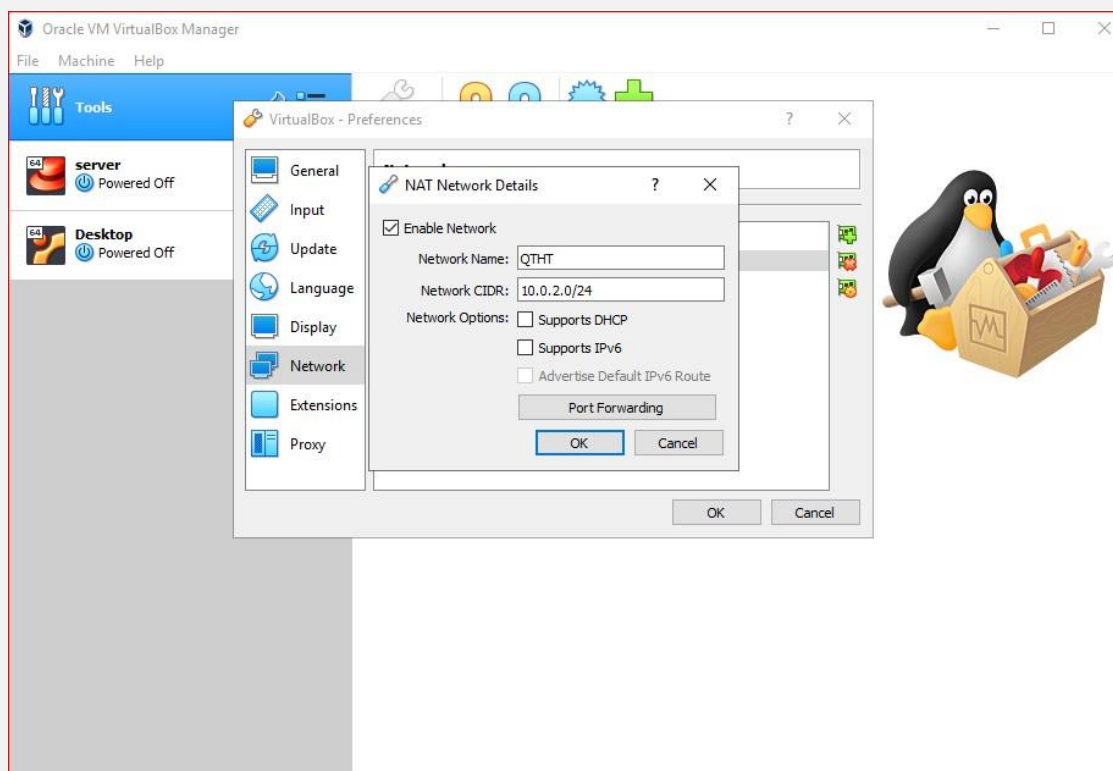 Oracle VM VirtualBox Manager
File Machine Help
Tools
VirtualBox - Preferences
?
64
server
Powered Off
64
Desktop
Powered Off
General
Input
Update
Language
Display
Network
Extensions
Proxy
NAT Network Details
?
Enable Network
Network Name: QTHT
Network CIDR: 10.0.2.0/24
Network Options: Supports DHCP
Supports IPv6
Advertise Default IPv6 Route
Port Forwarding
OK Cancel
OK Cancel